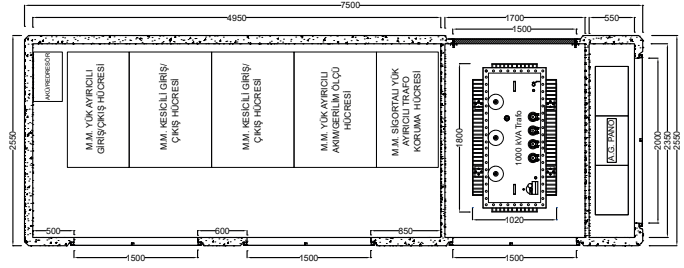 7500
4950
1700
550
1500
AKÜ/REDRESÖR
M.M. YÜK AYIRICILI
GİRİŞ/ÇIKIŞ HÜCRESİ
M.M. KESİCİLİ GİRİŞ/
ÇIKIŞ HÜCRESİ
M.M. KESİCİLİ GİRİŞ/
ÇIKIŞ HÜCRESİ
M.M. YÜK AYIRICILI
AKIM/GERİLİM ÖLÇÜ
HÜCRESİ
M.M. SİGORTALI YÜK
AYIRICILI TRAFO
KORUMA HÜCRESİ
1800
1000 kVA Trafo
1020
A.G. PANO
2550
2000
2350
2550
500
600
850
1500
1500
1500